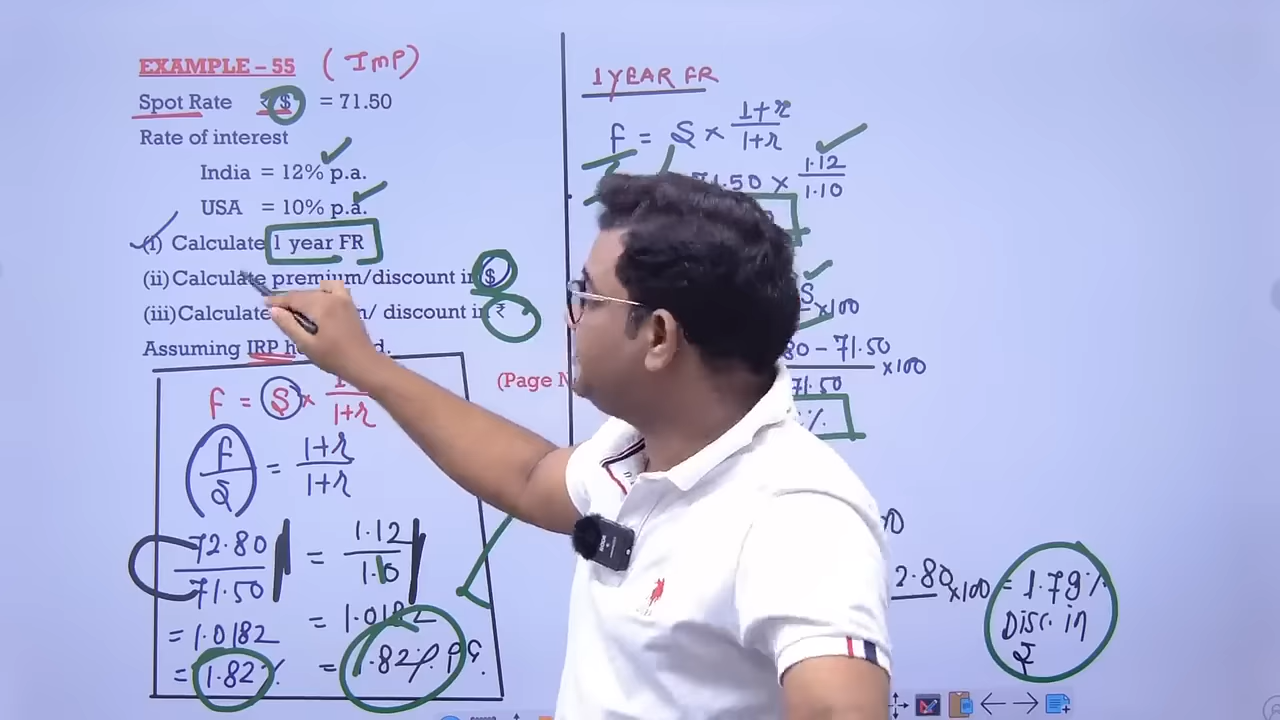 EXAMPLE – 55 (IMP)
Spot Rate ₹ $ = 71.50
Rate of interest
India = 12% p.a.
USA = 10% p.a.
(i) Calculate 1 year FR
(ii) Calculate premium/discount in $
(iii) Calculate / discount in ₹
Assuming IRP
(Page
F = S ×
1+r
F/S = 1+r/1+r
72.80/71.50 = 1.12/1.10
= 1.0182 = 1.0182
= 1.82% = 1.82% p.a.
1 YEAR FR
F = S × 1+r/1+r
71.50 × 1.12/1.10
S ×100
80 – 71.50 ×100
71.50
%
2.80 ×100 = 1.79%
Disc. in
₹